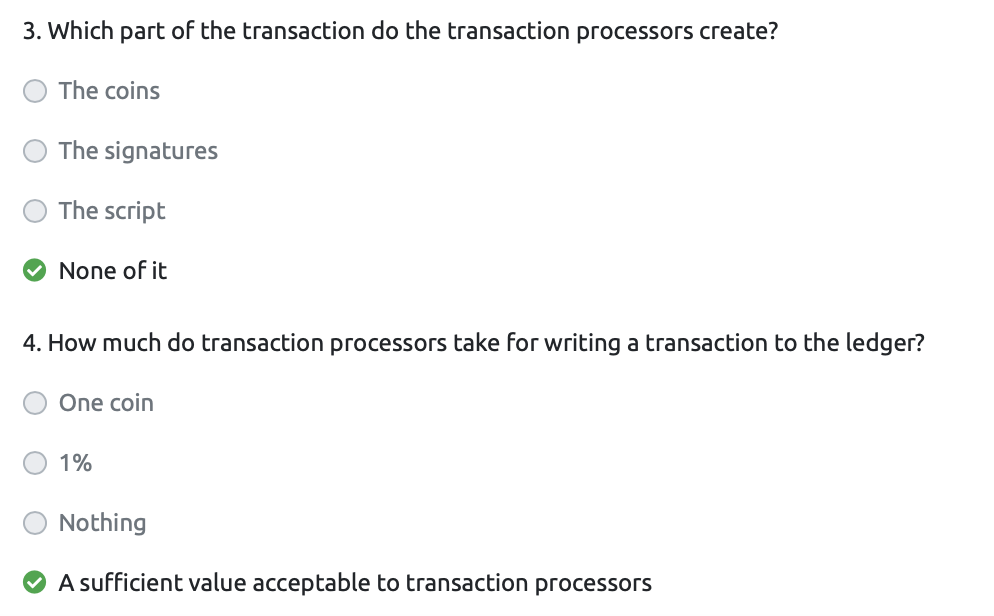 3. Which part of the transaction do the transaction processors create?
The coins
The signatures
The script
None of it
4. How much do transaction processors take for writing a transaction to the ledger?
One coin
1%
Nothing
A sufficient value acceptable to transaction processors